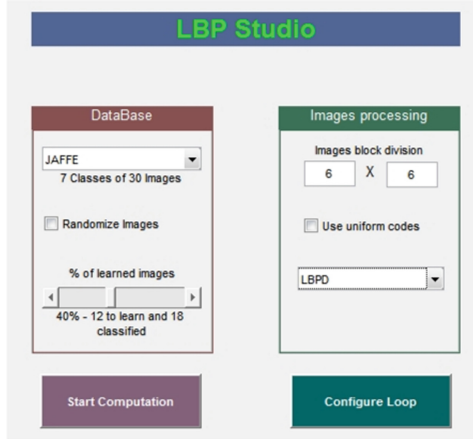 LBP Studio
DataBase
JAFFE
7 Classes of 30 Images
Randomize Images
% of learned images
40% - 12 to learn and 18
classified
Start Computation
Images processing
Images block division
6 X 6
Use uniform codes
LBPD
Configure Loop